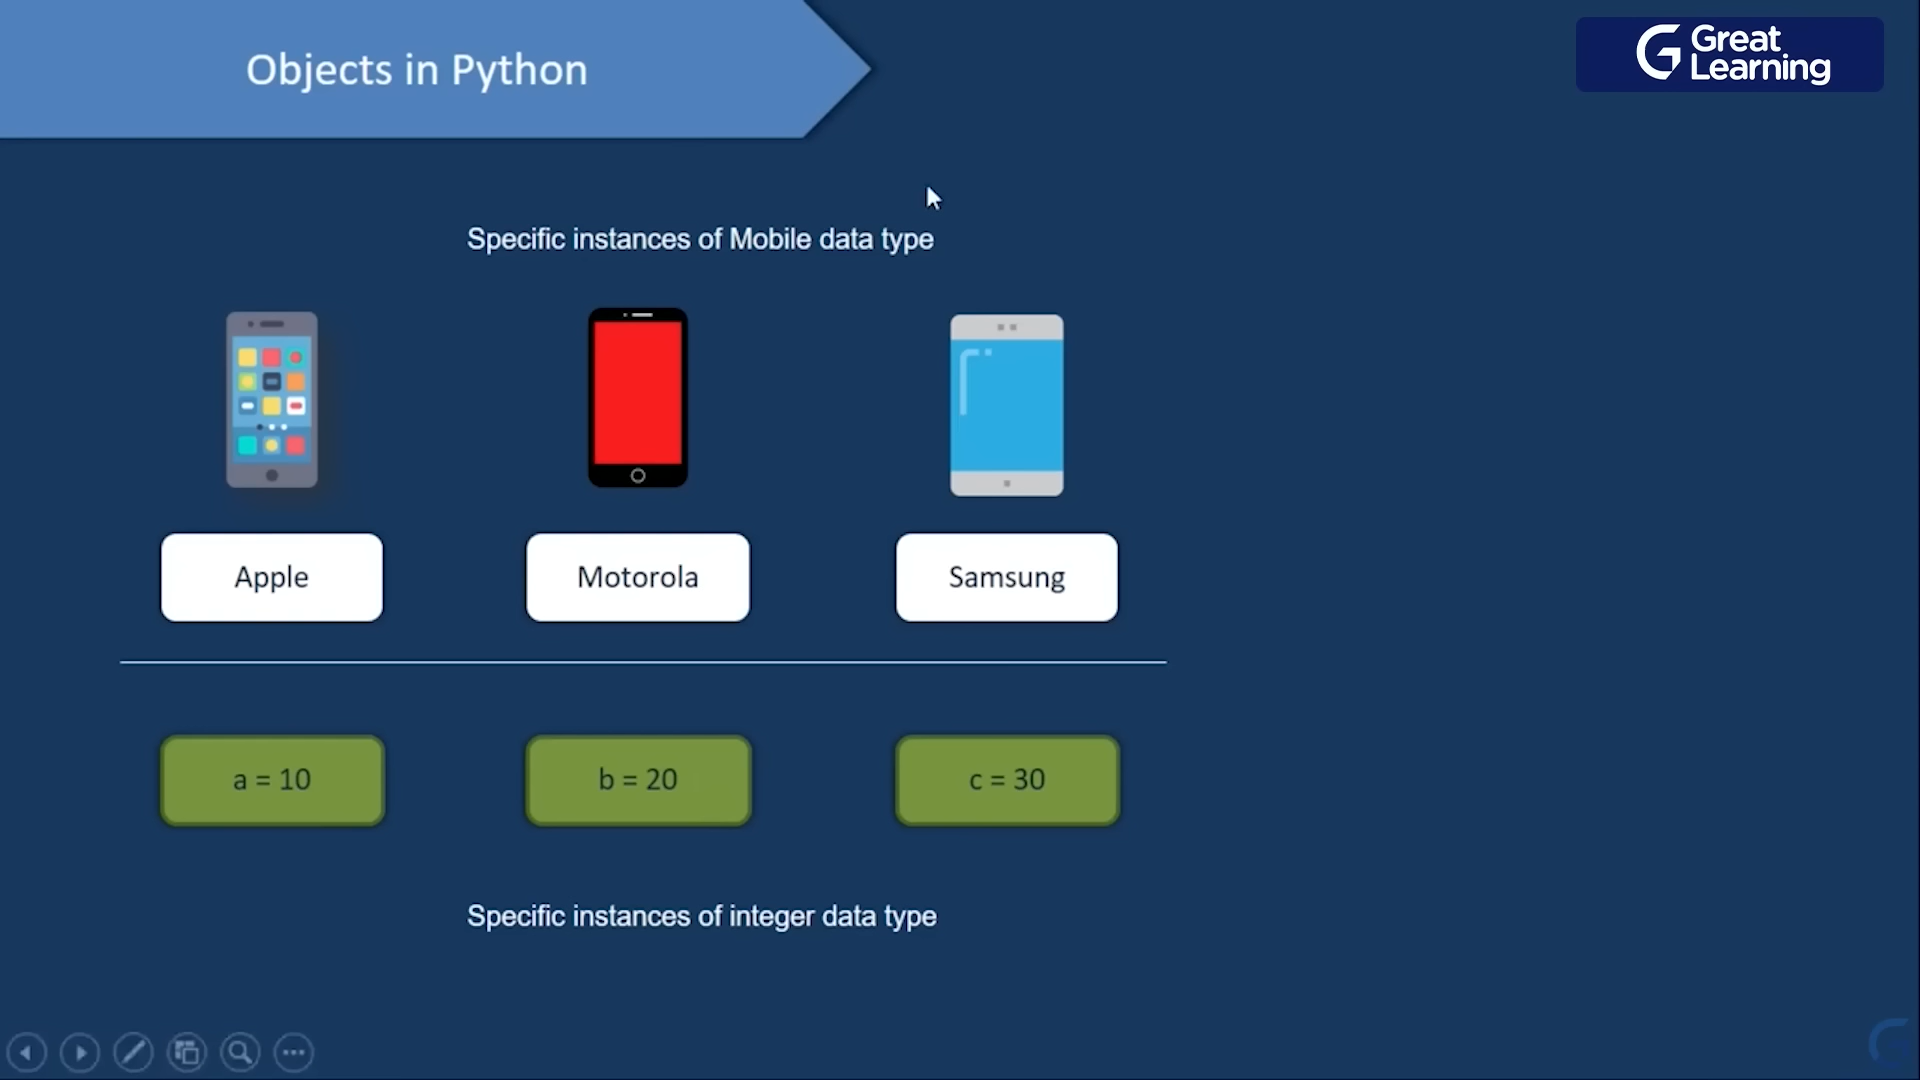 Objects in Python
Great
Learning
Specific instances of Mobile data type
Apple
Motorola
Samsung
a = 10
b = 20
c = 30
Specific instances of integer data type